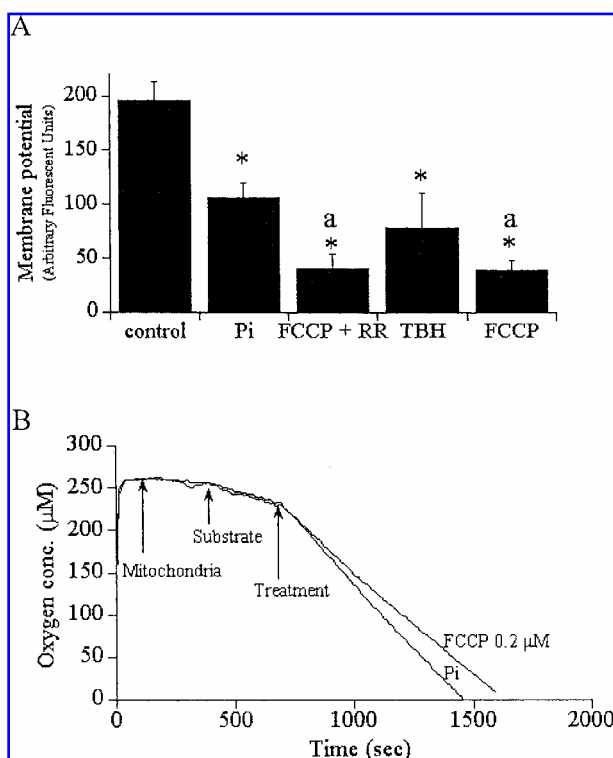 A
Membrane potential
(Arbitrary Fluorescent Units)
200
150
100
50
0
*
a
*
*
a
*
control
Pi
FCCP + RR
TBH
FCCP
B
Oxygen conc. (μM)
300
250
200
150
100
50
0
Mitochondria
Substrate
Treatment
FCCP 0.2 μM
Pi
0
500
1000
1500
2000
Time (sec)